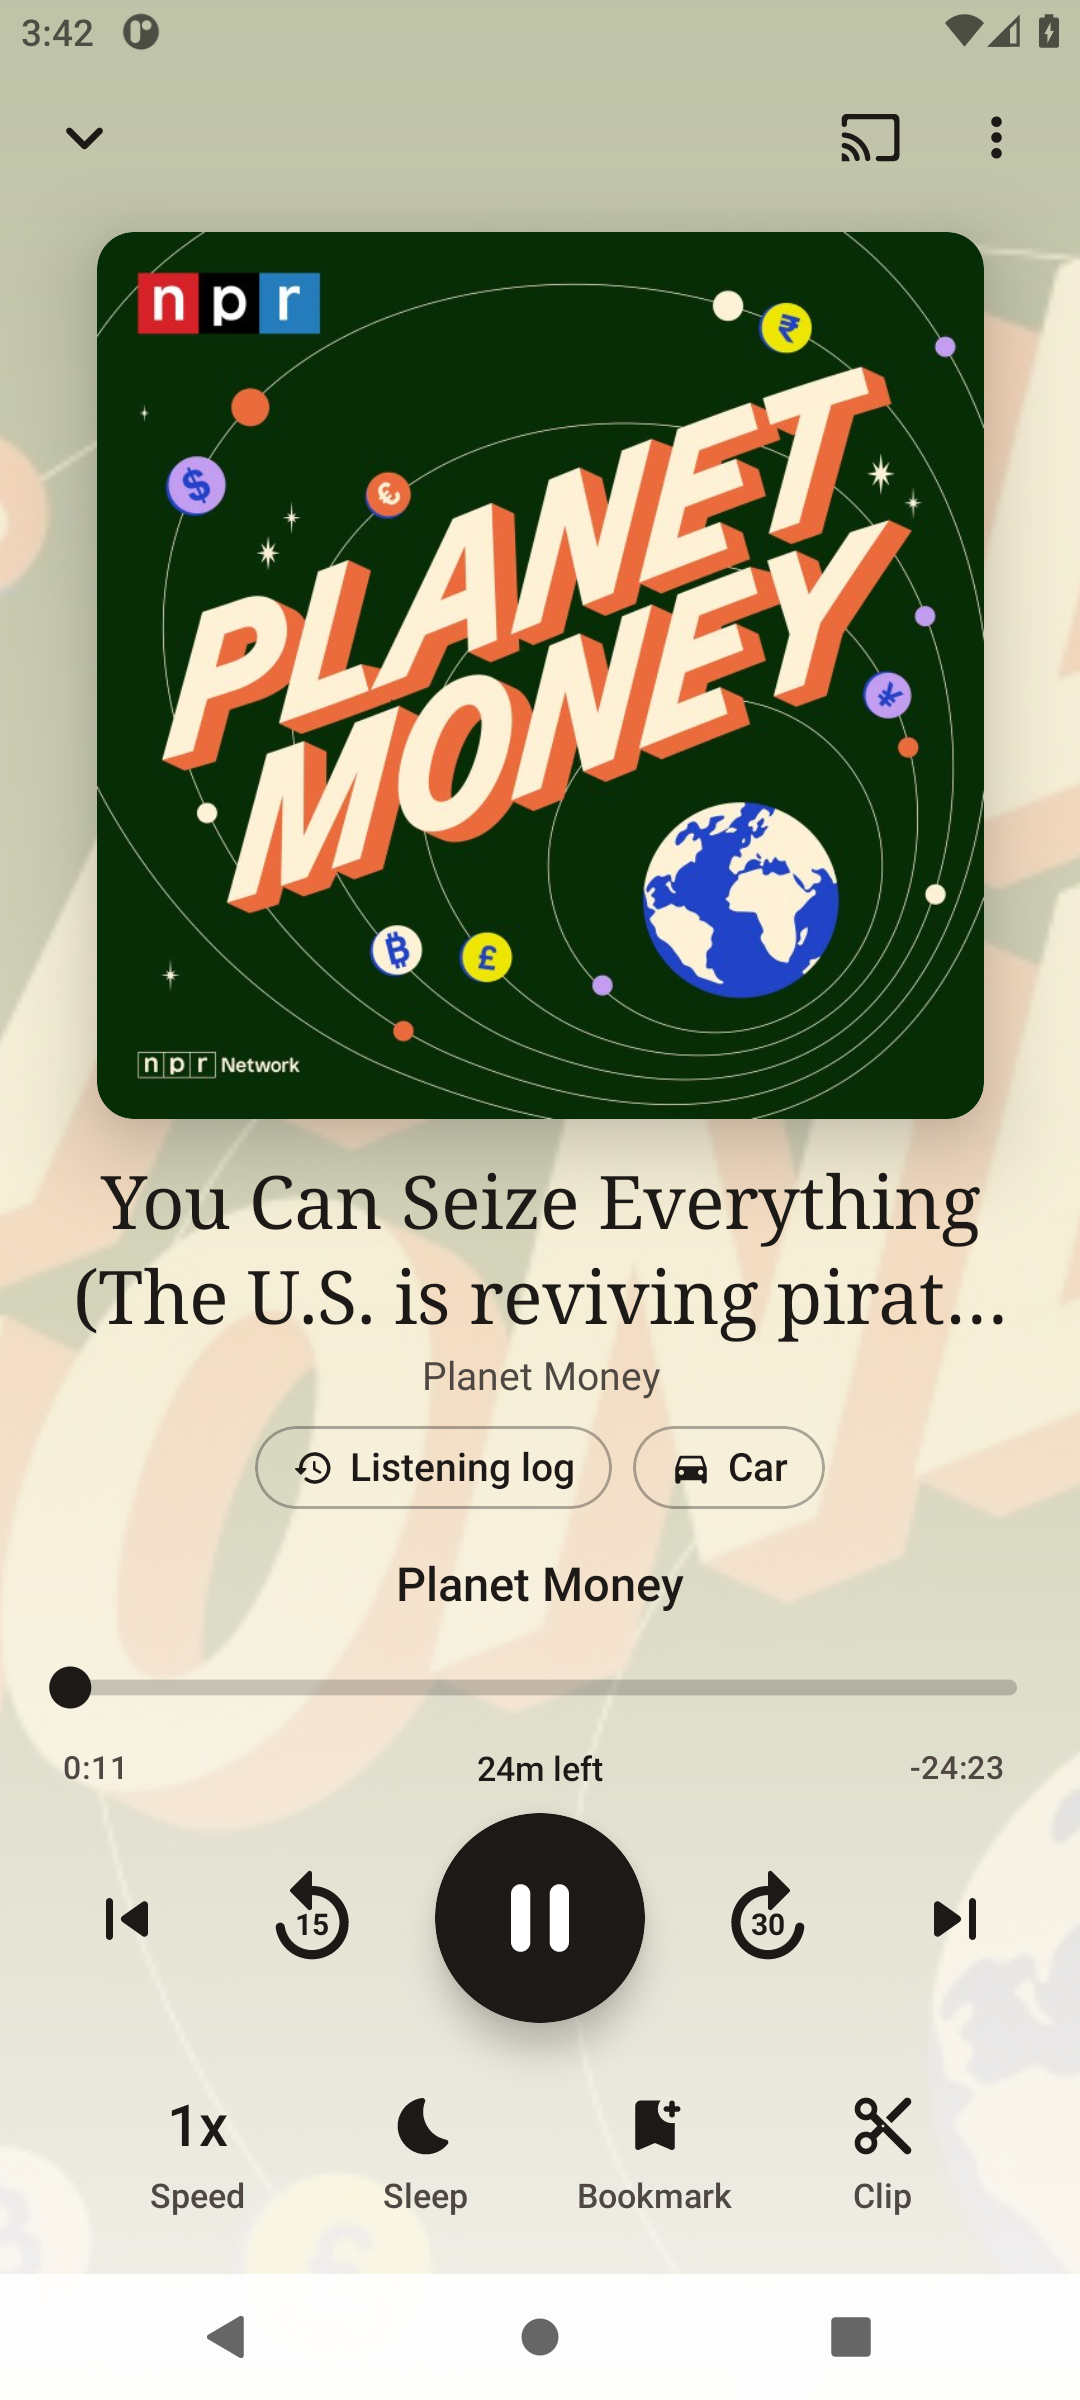 3:42
npr
₹
$
€
PLANET
MONEY
¥
₿
£
npr Network
You Can Seize Everything
(The U.S. is reviving pirat...
Planet Money
Listening log
Car
Planet Money
0:11
24m left
-24:23
15
30
1x
Speed
Sleep
Bookmark
Clip